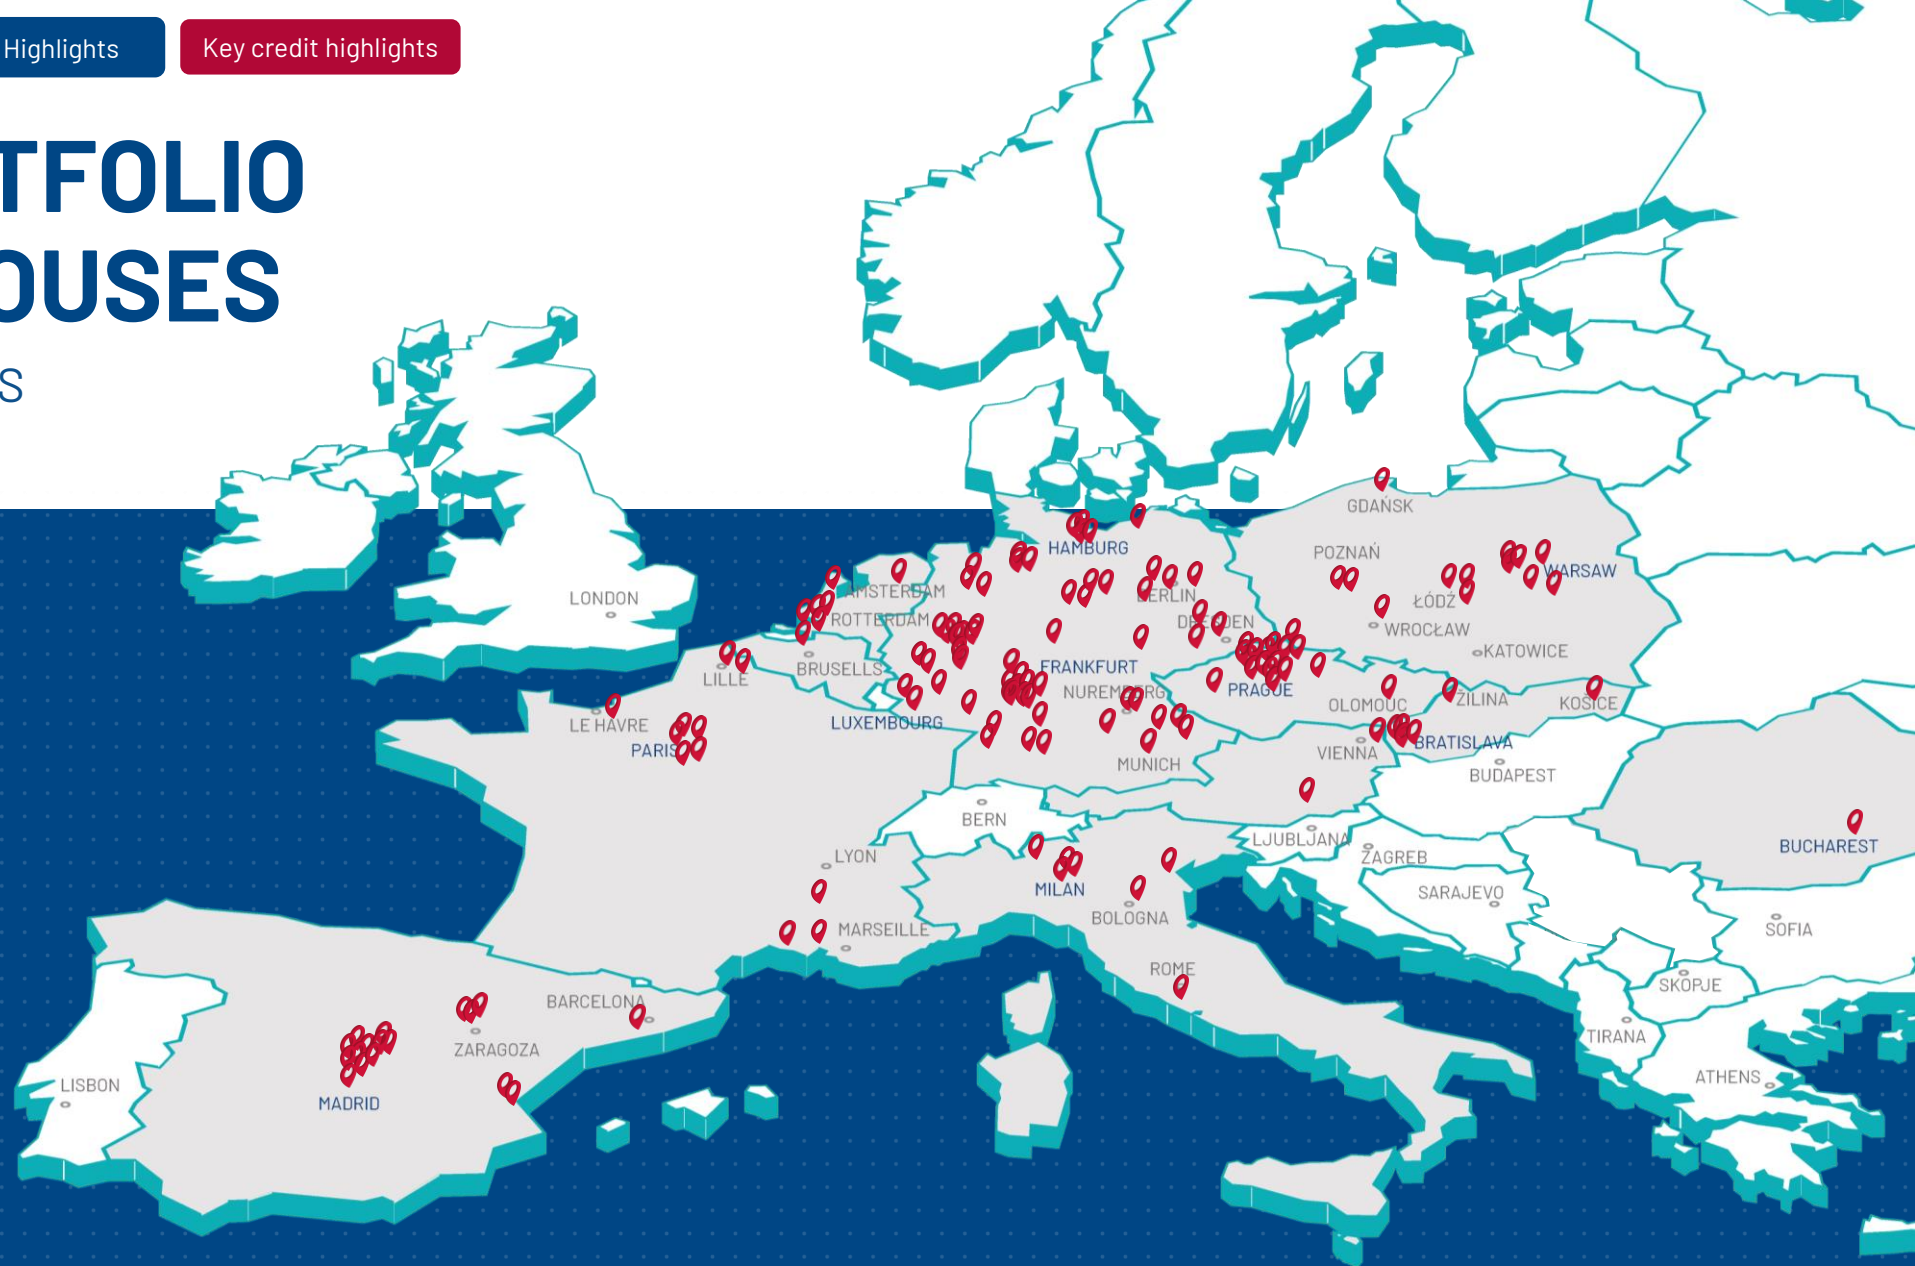 Highlights
Key credit highlights
TFOLIO
OUSES
S
GDAŃSK
HAMBURG
POZNAŃ
WARSAW
AMSTERDAM
BERLIN
ŁÓDŹ
LONDON
ROTTERDAM
DRESDEN
WROCŁAW
KATOWICE
BRUSELLS
FRANKFURT
LILLE
NUREMBERG
PRAGUE
OLOMOUC
ŽILINA
KOŠICE
LE HAVRE
LUXEMBOURG
PARIS
BRATISLAVA
VIENNA
MUNICH
BUDAPEST
BERN
LJUBLJANA
BUCHAREST
LYON
ZAGREB
MILAN
SARAJEVO
BOLOGNA
MARSEILLE
SOFIA
ROME
SKOPJE
BARCELONA
TIRANA
ZARAGOZA
ATHENS
LISBON
MADRID